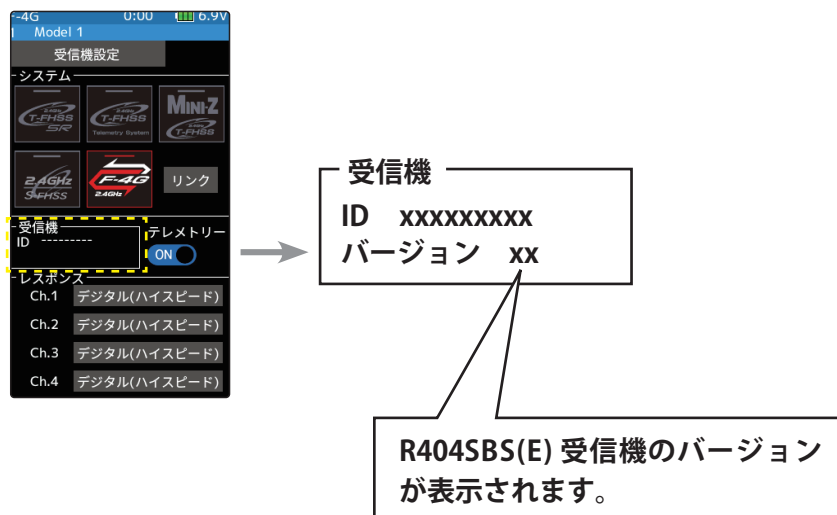 -4G 0:00 6.9V
Model 1
受信機設定
システム
2.4GHz
T-FHSS
SR
2.4GHz
T-FHSS
Telemetry System
MINI-Z
T-FHSS
2.4GHz
S-FHSS
F-4G
2.4GHz
リンク
受信機
ID ---------
テレメトリー
ON
レスポンス
Ch.1 デジタル(ハイスピード)
Ch.2 デジタル(ハイスピード)
Ch.3 デジタル(ハイスピード)
Ch.4 デジタル(ハイスピード)
受信機
ID xxxxxxxxx
バージョン xx
R404SBS(E) 受信機のバージョン
が表示されます。